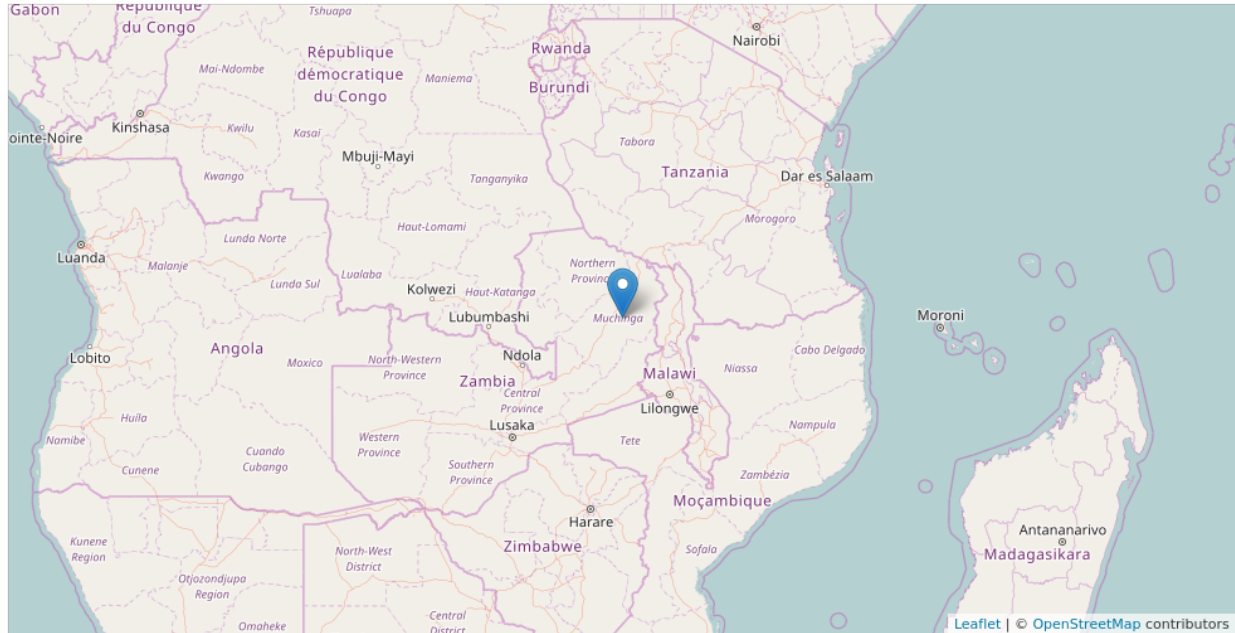 Gabon
République
du Congo
Tshuapa
Nairobi
Rwanda
République
démocratique
du Congo
Mai-Ndombe
Maniema
Burundi
Kinshasa
ointe-Noire
Kwilu
Kasai
Mbuji-Mayi
Tabora
Kwango
Tanganyika
Tanzania
Dar es Salaam
Morogoro
Haut-Lomami
Lunda Norte
Luanda
Malanje
Lualaba
Lunda Sul
Northern
Province
Kolwezi
Haut-Katanga
Lubumbashi
Muchinga
Moroni
Lobito
Angola
Moxico
North-Western
Province
Ndola
Zambia
Cabo Delgado
Malawi
Niassa
Central
Province
Lilongwe
Huíla
Lusaka
Nampula
Namibe
Western
Province
Tete
Cuando
Cubango
Cunene
Southern
Province
Zambézia
Moçambique
Harare
Antananarivo
Madagasikara
Kunene
Region
North-West
District
Zimbabwe
Sofala
Otjozondjupa
Region
Omaheke
Central
District
Leaflet | © OpenStreetMap contributors